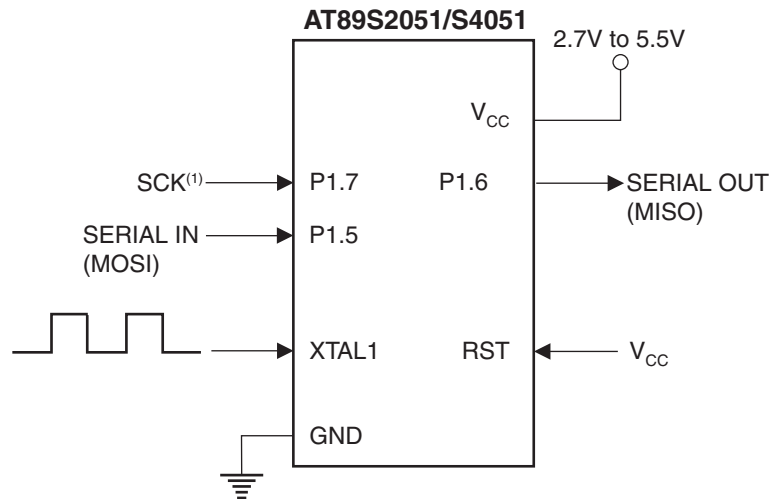 AT89S2051/S4051
2.7V to 5.5V
VCC
SCK(1)
P1.7
P1.6
SERIAL OUT
(MISO)
SERIAL IN
(MOSI)
P1.5
XTAL1
RST
VCC
GND